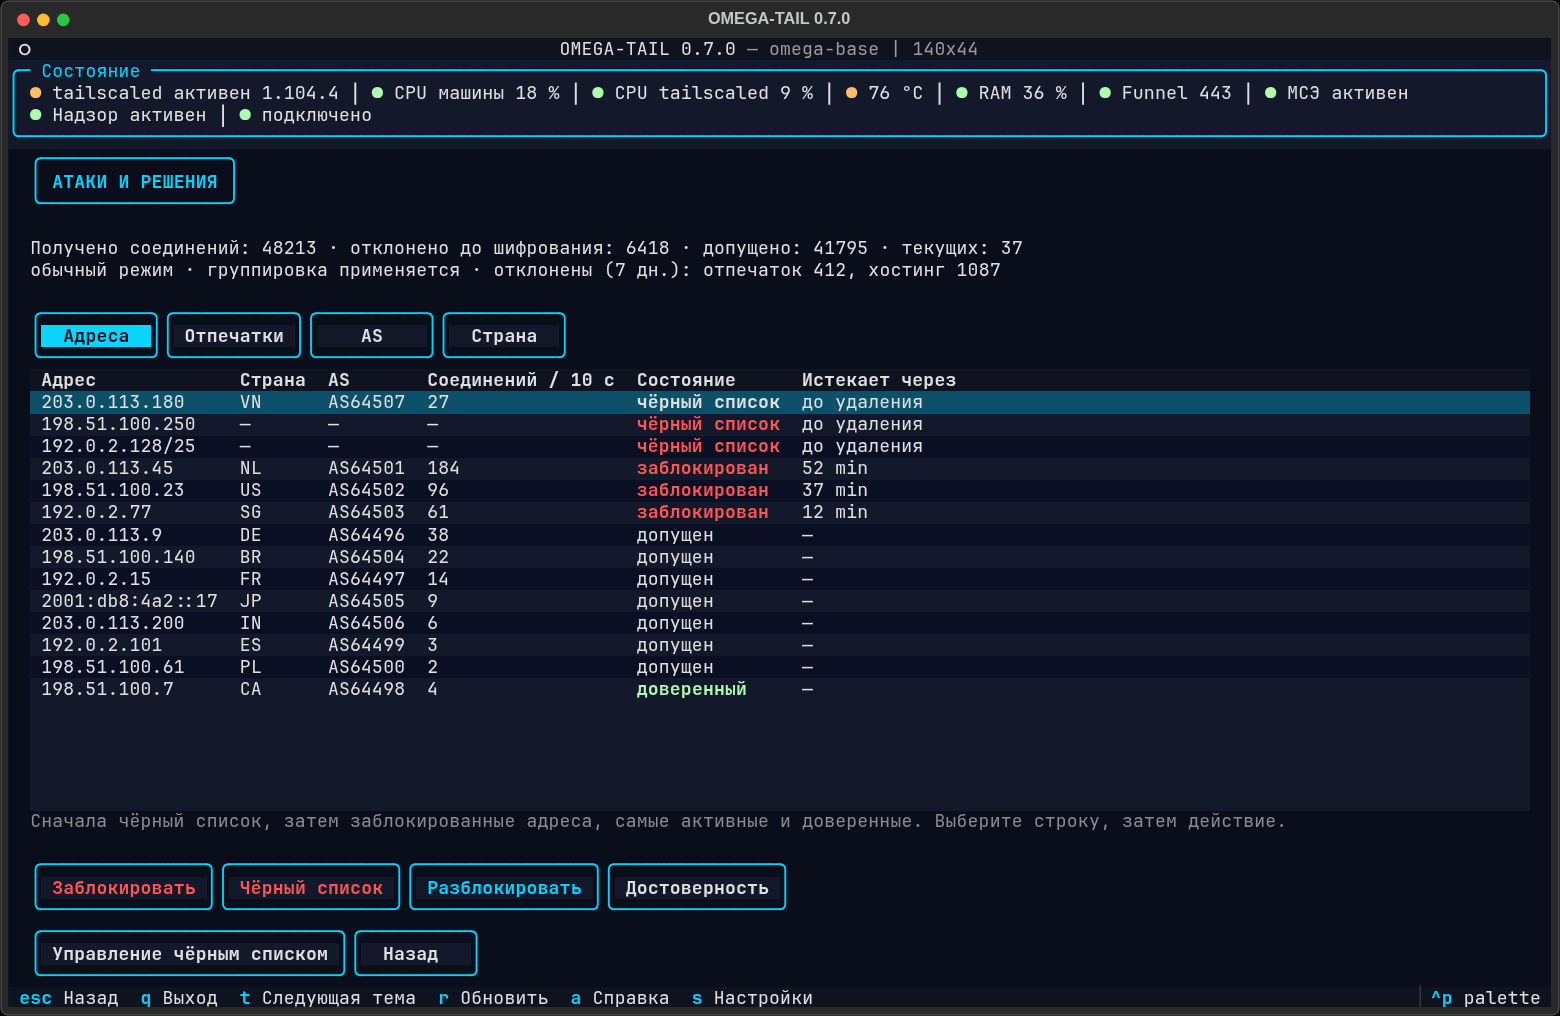 OMEGA-TAIL 0.7.0
OMEGA-TAIL 0.7.0 — omega-base | 140x44
Состояние
● tailscaled активен 1.104.4 │ ● CPU машины 18 % │ ● CPU tailscaled 9 % │ ● 76 °C │ ● RAM 36 % │ ● Funnel 443 │ ● МСЭ активен
● Надзор активен │ ● подключено
АТАКИ И РЕШЕНИЯ
Получено соединений: 48213 · отклонено до шифрования: 6418 · допущено: 41795 · текущих: 37
обычный режим · группировка применяется · отклонены (7 дн.): отпечаток 412, хостинг 1087
Адреса Отпечатки AS Страна
Адрес Страна AS Соединений / 10 с Состояние Истекает через
203.0.113.180 VN AS64507 27 чёрный список до удаления
198.51.100.250 — — — чёрный список до удаления
192.0.2.128/25 — — — чёрный список до удаления
203.0.113.45 NL AS64501 184 заблокирован 52 min
198.51.100.23 US AS64502 96 заблокирован 37 min
192.0.2.77 SG AS64503 61 заблокирован 12 min
203.0.113.9 DE AS64496 38 допущен —
198.51.100.140 BR AS64504 22 допущен —
192.0.2.15 FR AS64497 14 допущен —
2001:db8:4a2::17 JP AS64505 9 допущен —
203.0.113.200 IN AS64506 6 допущен —
192.0.2.101 ES AS64499 3 допущен —
198.51.100.61 PL AS64500 2 допущен —
198.51.100.7 CA AS64498 4 доверенный —
Сначала чёрный список, затем заблокированные адреса, самые активные и доверенные. Выберите строку, затем действие.
Заблокировать Чёрный список Разблокировать Достоверность
Управление чёрным списком Назад
esc Назад q Выход t Следующая тема r Обновить a Справка s Настройки ^p palette